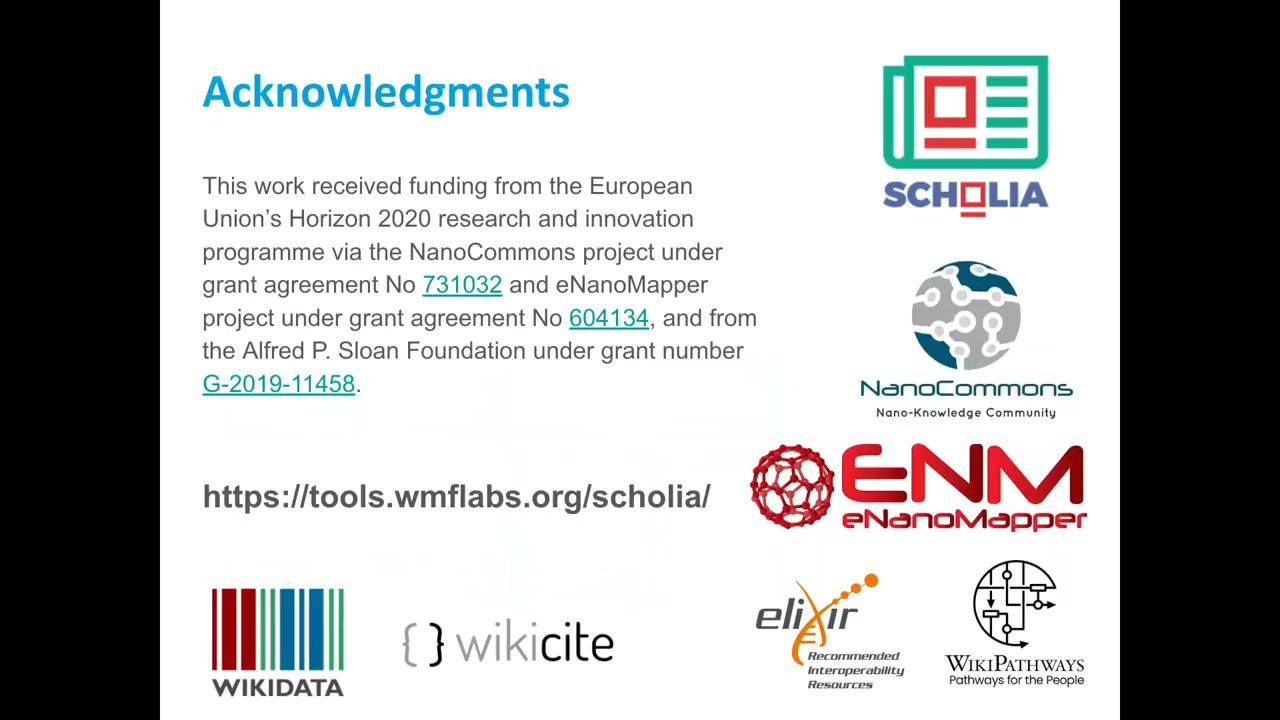 Acknowledgments
This work received funding from the European
Union’s Horizon 2020 research and innovation
programme via the NanoCommons project under
grant agreement No 731032 and eNanoMapper
project under grant agreement No 604134, and from
the Alfred P. Sloan Foundation under grant number
G-2019-11458.
https://tools.wmflabs.org/scholia/
SCHOLIA
NanoCommons
Nano-Knowledge Community
ENM
eNanoMapper
WIKIDATA
{ } wikicite
elixir
Recommended
Interoperability
Resources
WIKIPATHWAYS
Pathways for the People